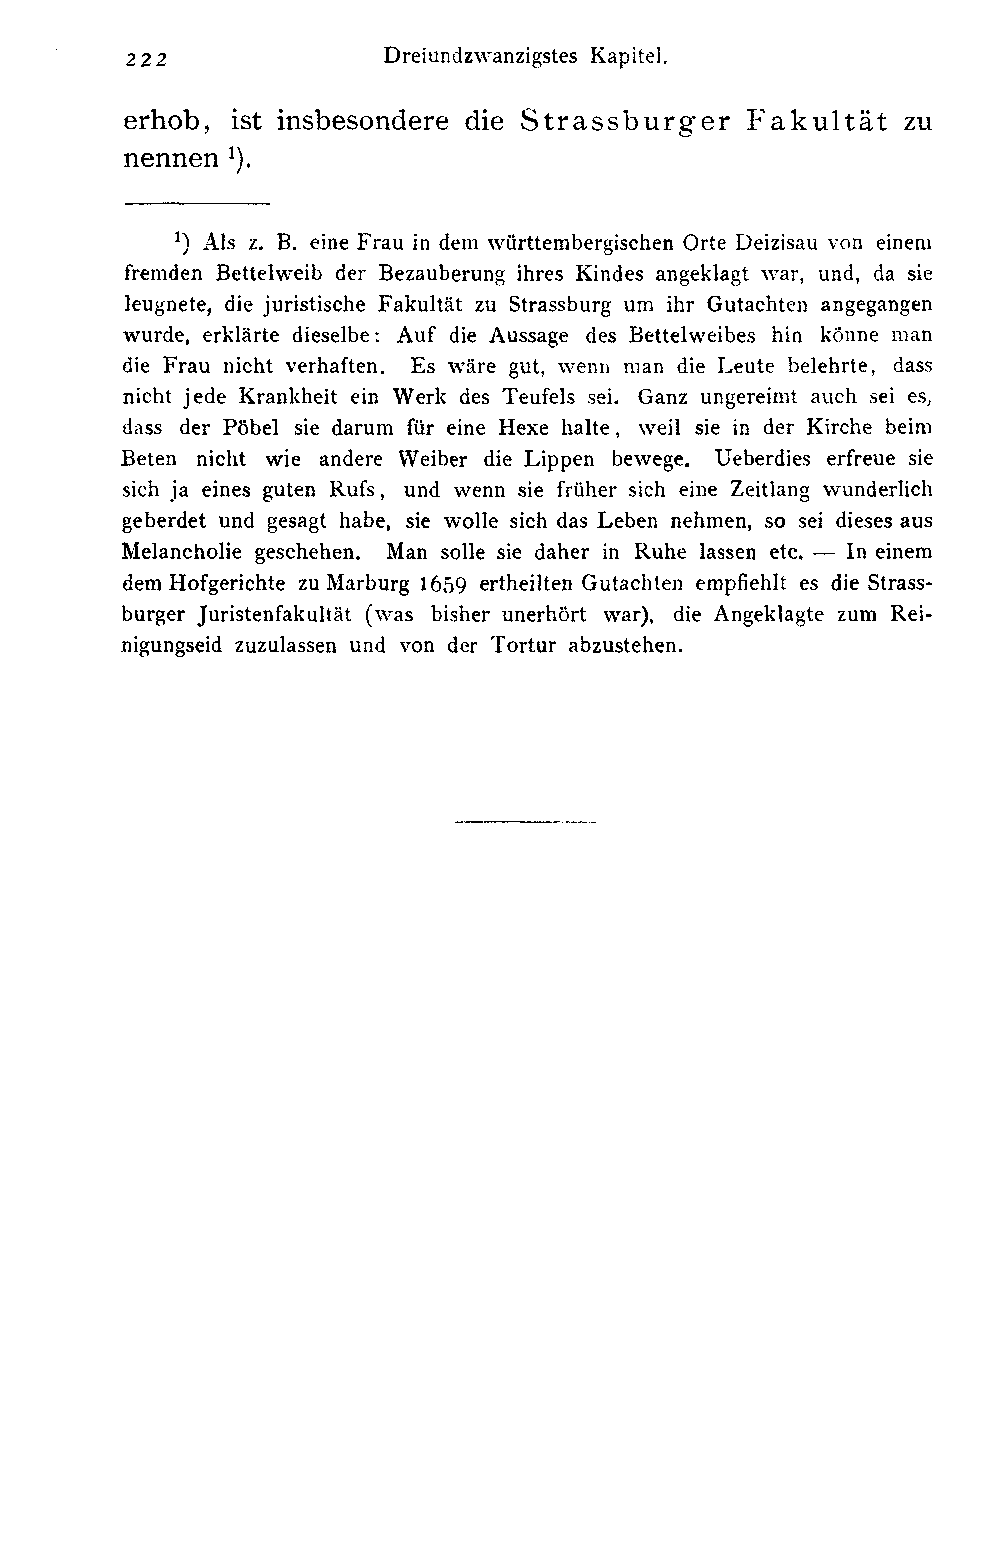 222 Dreiundzwanzigstes Kapitel.
erhob, ist insbesondere die Strassburger Fakultät zu
nennen ¹).
¹) Als z. B. eine Frau in dem württembergischen Orte Deizisau von einem
fremden Bettelweib der Bezauberung ihres Kindes angeklagt war, und, da sie
leugnete, die juristische Fakultät zu Strassburg um ihr Gutachten angegangen
wurde, erklärte dieselbe: Auf die Aussage des Bettelweibes hin könne man
die Frau nicht verhaften. Es wäre gut, wenn man die Leute belehrte, dass
nicht jede Krankheit ein Werk des Teufels sei. Ganz ungereimt auch sei es,
dass der Pöbel sie darum für eine Hexe halte, weil sie in der Kirche beim
Beten nicht wie andere Weiber die Lippen bewege. Ueberdies erfreue sie
sich ja eines guten Rufs, und wenn sie früher sich eine Zeitlang wunderlich
geberdet und gesagt habe, sie wolle sich das Leben nehmen, so sei dieses aus
Melancholie geschehen. Man solle sie daher in Ruhe lassen etc. — In einem
dem Hofgerichte zu Marburg 1659 ertheilten Gutachten empfiehlt es die Strass-
burger Juristenfakultät (was bisher unerhört war), die Angeklagte zum Rei-
nigungseid zuzulassen und von der Tortur abzustehen.